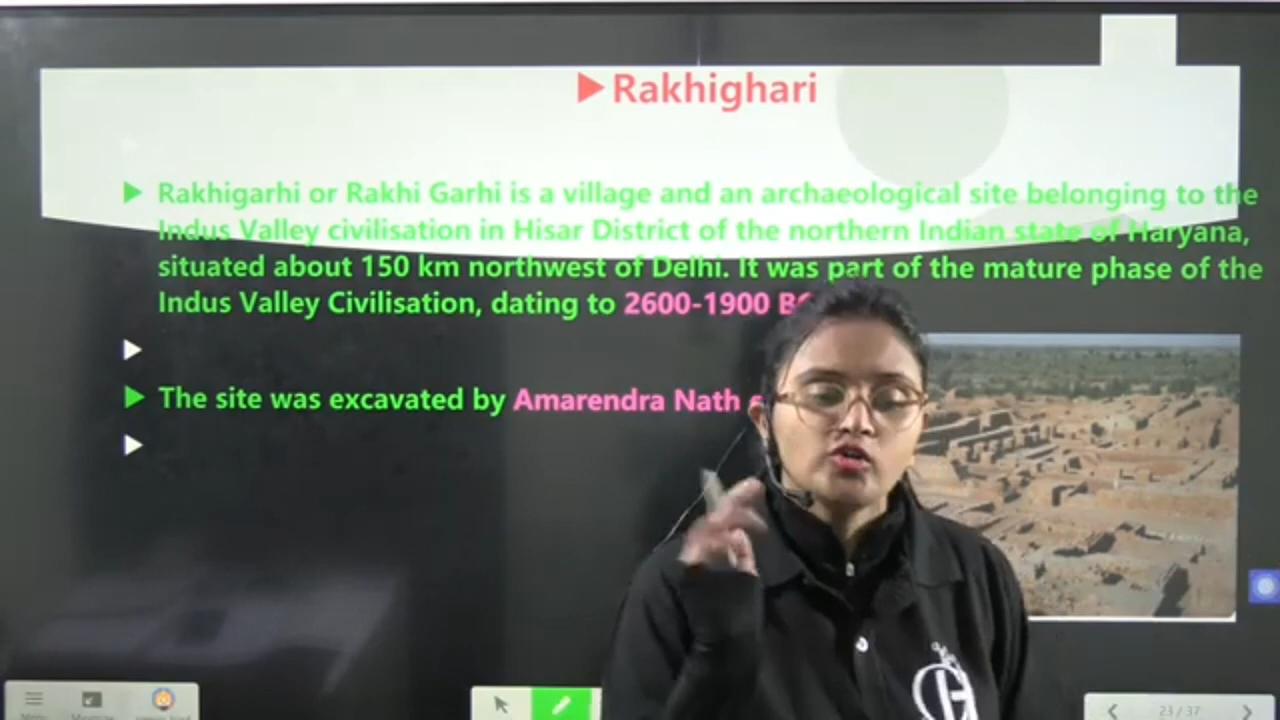 Rakhighari
Rakhigarhi or Rakhi Garhi is a village and an archaeological site belonging to the
Indus Valley civilisation in Hisar District of the northern Indian state of Haryana,
situated about 150 km northwest of Delhi. It was part of the mature phase of the
Indus Valley Civilisation, dating to 2600-1900 BC
The site was excavated by Amarendra Nath
23 / 37